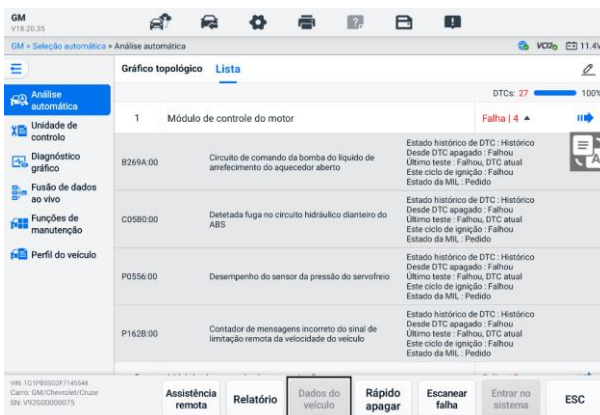 GM
V18.20.35
GM > Seleção automática > Análise automática
VCI
11.4V
Gráfico topológico Lista
DTCs: 27 100%
Análise automática
Unidade de controlo
Diagnóstico gráfico
Fusão de dados ao vivo
Funções de manutenção
Perfil do veículo
1 Módulo de controle do motor Falha | 4
B269A:00 Circuito de comando da bomba do líquido de
arrefecimento do aquecedor aberto
Estado histórico de DTC : Histórico
Desde DTC apagado : Falhou
Último teste : Falhou, DTC atual
Este ciclo de ignição : Falhou
Estado da MIL : Pedido
C05B0:00 Detetada fuga no circuito hidráulico dianteiro do
ABS
Estado histórico de DTC : Histórico
Desde DTC apagado : Falhou
Último teste : Falhou, DTC atual
Este ciclo de ignição : Falhou
Estado da MIL : Pedido
P0556:00 Desempenho do sensor da pressão do servofreio
Estado histórico de DTC : Histórico
Desde DTC apagado : Falhou
Último teste : Falhou, DTC atual
Este ciclo de ignição : Falhou
Estado da MIL : Pedido
P162B:00 Contador de mensagens incorreto do sinal de
limitação remota da velocidade do veículo
Estado histórico de DTC : Histórico
Desde DTC apagado : Falhou
Último teste : Falhou, DTC atual
Este ciclo de ignição : Falhou
Estado da MIL : Pedido
Carro: GM/Chevrolet/Cruze
SN: V92G00000075
Assistência
remota
Relatório
Dados do
veículo
Rápido
apagar
Escanear
falha
Entrar no
sistema
ESC